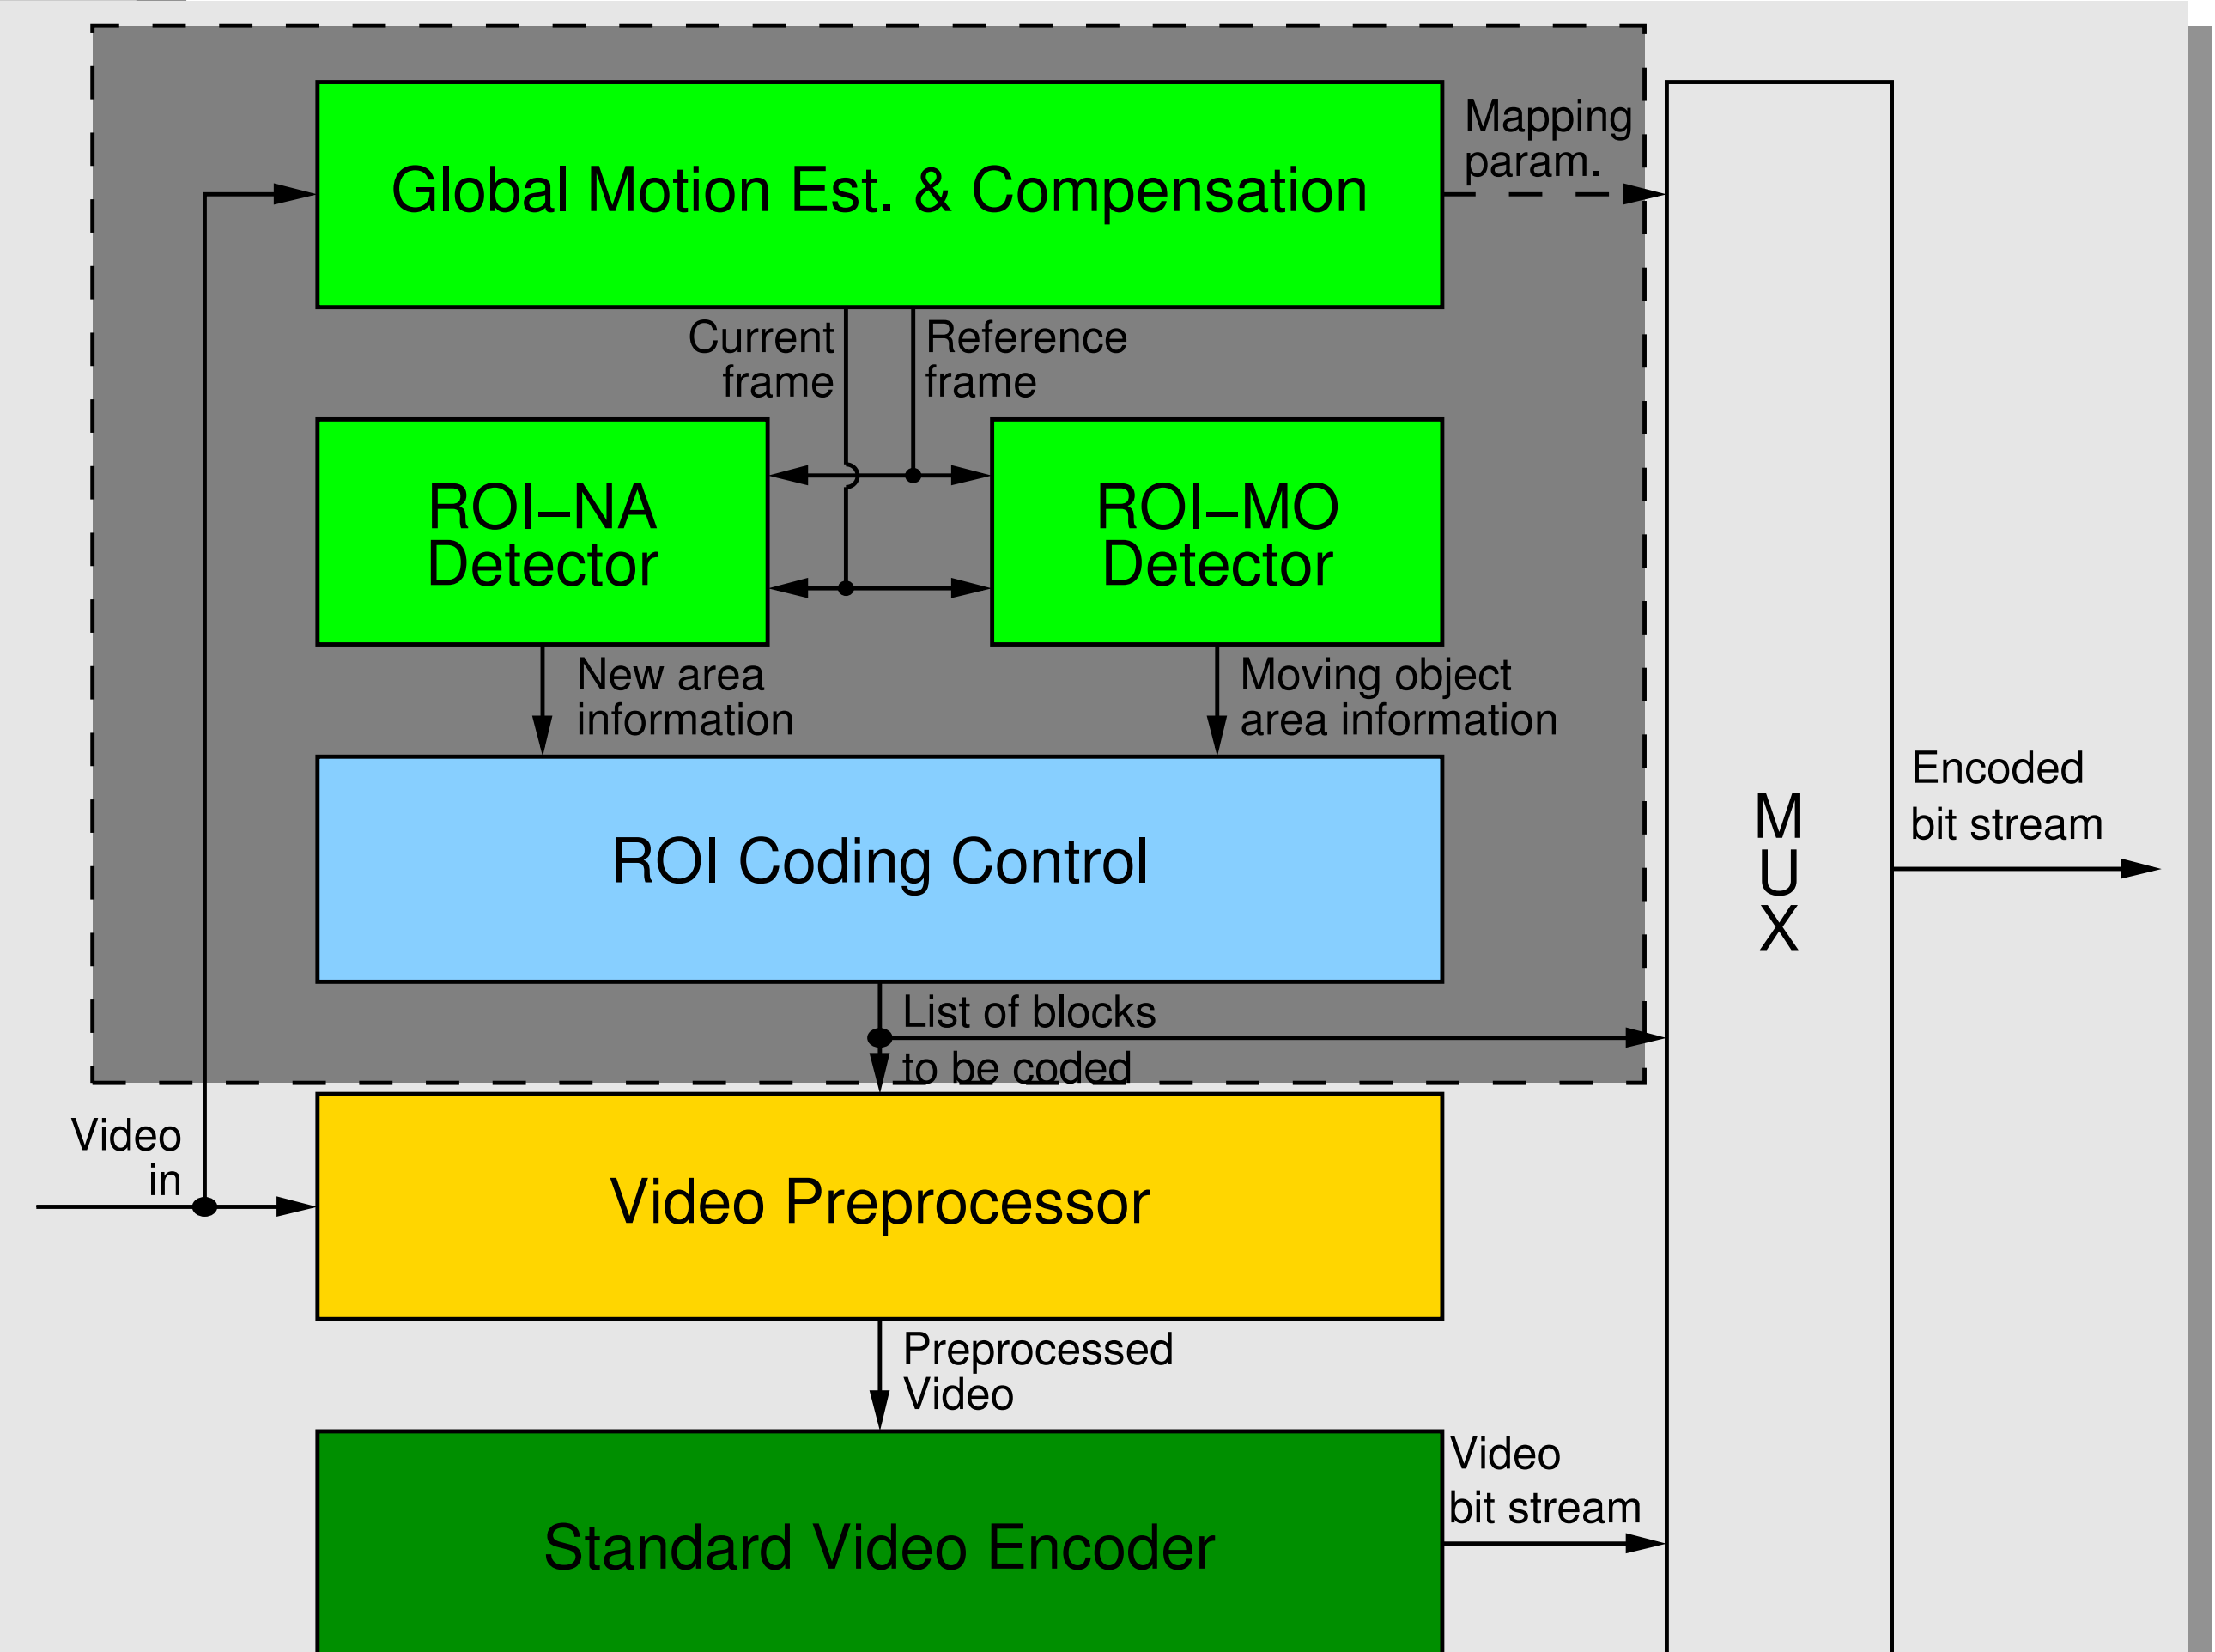 Global Motion Est. & Compensation
Mapping
param.
Current
frame
Reference
frame
ROI–NA
Detector
ROI–MO
Detector
New area
information
Moving object
area information
ROI Coding Control
List of blocks
to be coded
Video
in
Video Preprocessor
Preprocessed
Video
Standard Video Encoder
Video
bit stream
M
U
X
Encoded
bit stream